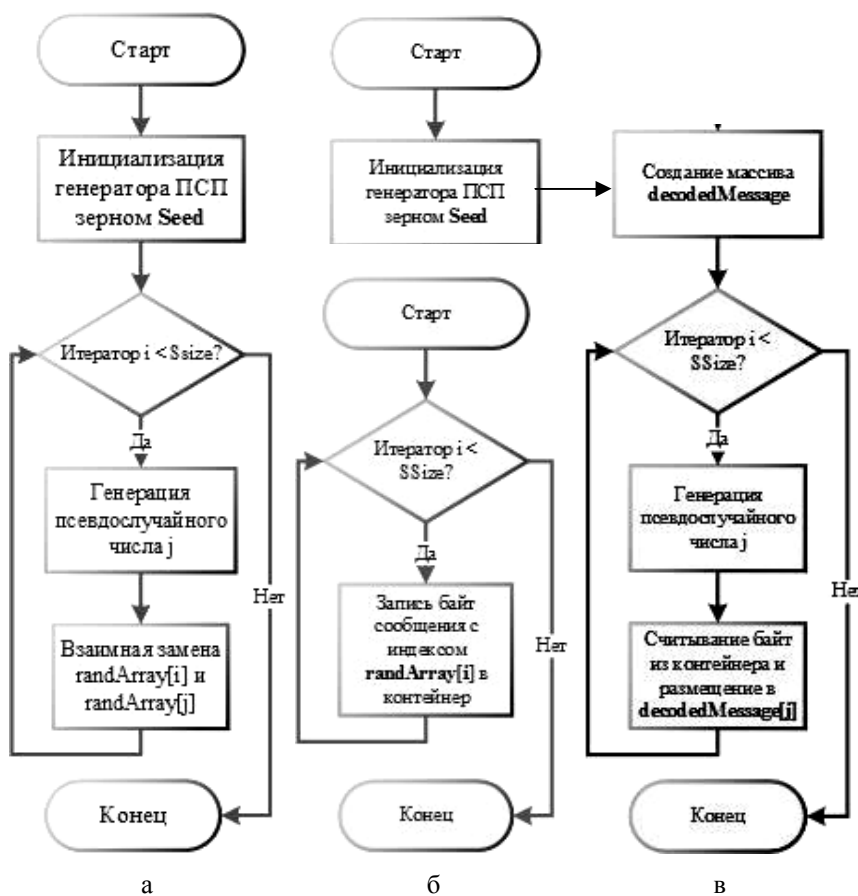 Старт
Инициализация
генератора ПСП
зерном Seed
Итератор i < Ssize?
Да
Генерация
псевдослучайного
числа j
Нет
Взаимная замена
randArray[i] и
randArray[j]
Конец
а
Старт
Инициализация
генератора ПСП
зерном Seed
Старт
Итератор i <
SSize?
Да
Запись байт
сообщения с
индексом
randArray[i] в
контейнер
Нет
Конец
б
Создание массива
decodedMessage
Итератор i <
SSize?
Да
Генерация
псевдослучайного
числа j
Нет
Считывание байт
из контейнера и
размещение в
decodedMessage[j]
Конец
в